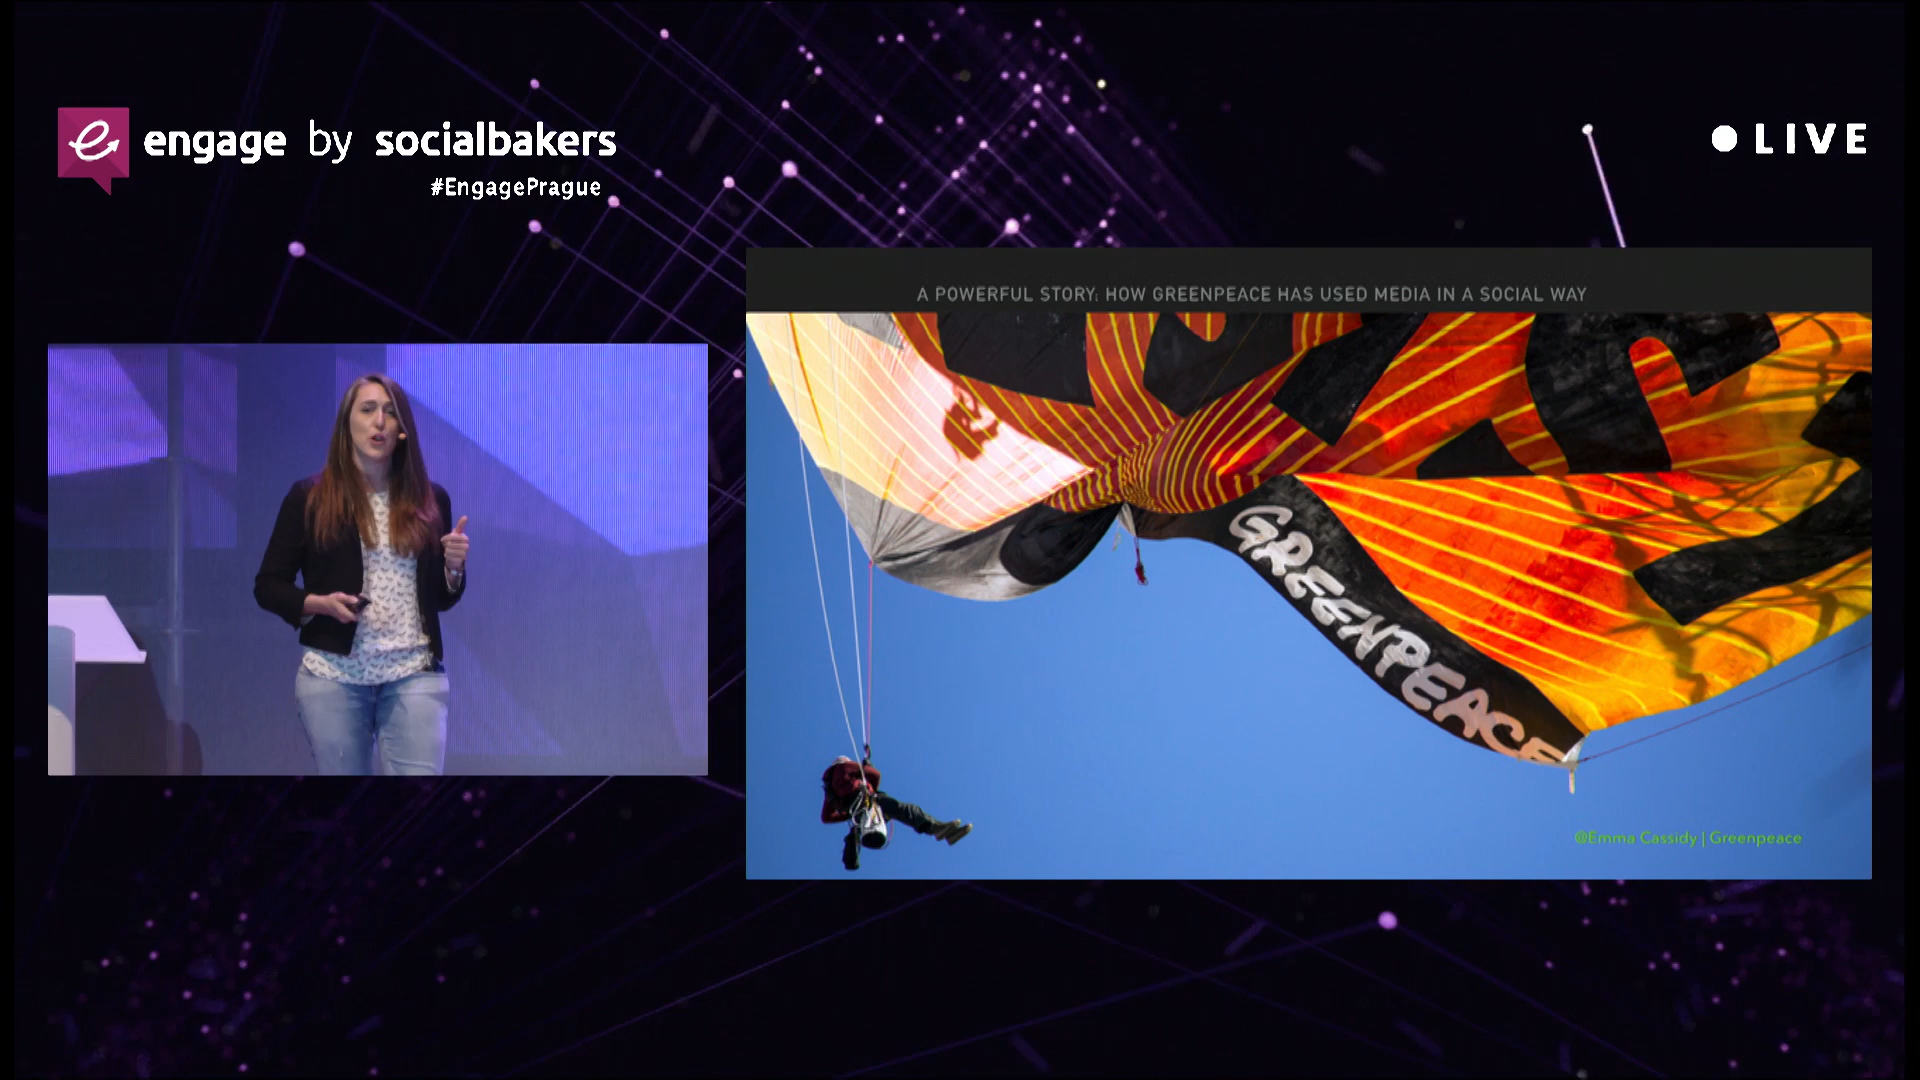 engage by socialbakers
#EngagePrague
LIVE
A POWERFUL STORY: HOW GREENPEACE HAS USED MEDIA IN A SOCIAL WAY
GREENPEACE
@Emma Cassidy | Greenpeace